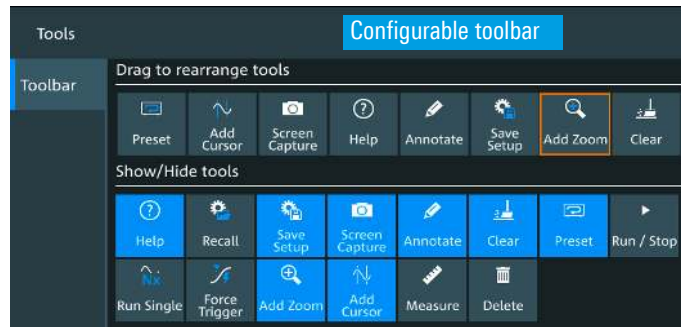 Tools
Configurable toolbar
Toolbar
Drag to rearrange tools
Preset
Add
Cursor
Screen
Capture
Help
Annotate
Save
Setup
Add Zoom
Clear
Show/Hide tools
Help
Recall
Save
Setup
Screen
Capture
Annotate
Clear
Preset
Run / Stop
Nx
Run Single
Force
Trigger
Add Zoom
Add
Cursor
Measure
Delete